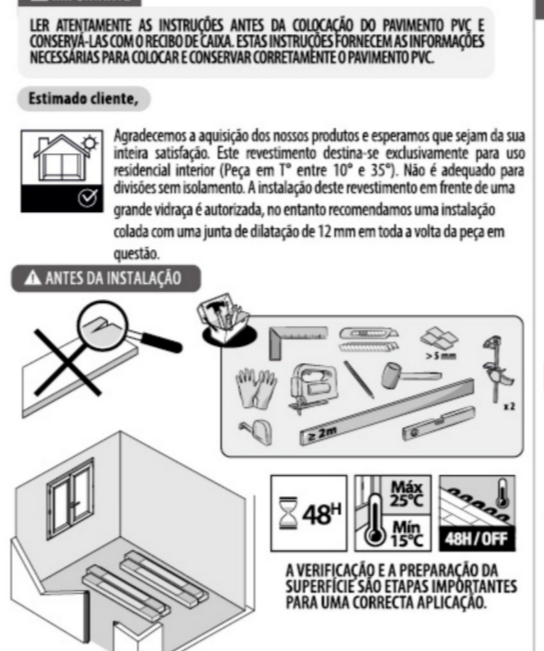 LER ATENTAMENTE AS INSTRUÇÕES ANTES DA COLOCAÇÃO DO PAVIMENTO PVC E
CONSERVÁ-LAS COM O RECIBO DE CAIXA. ESTAS INSTRUÇÕES FORNECEM AS INFORMAÇÕES
NECESSÁRIAS PARA COLOCAR E CONSERVAR CORRECTAMENTE O PAVIMENTO PVC.
Estimado cliente,
Agradecemos a aquisição dos nossos produtos e esperamos que sejam da sua
inteira satisfação. Este revestimento destina-se exclusivamente para uso
residencial interior (Peça em T° entre 10° e 35°). Não é adequado para
divisões sem isolamento. A instalação deste revestimento em frente de uma
grande vidraça é autorizada, no entanto recomendamos uma instalação
colada com uma junta de dilatação de 12 mm em toda a volta da peça em
questão.
ANTES DA INSTALAÇÃO
> 5 mm
x 2
≥ 2m
48H
Máx
25°C
Mín
15°C
48H / OFF
A VERIFICAÇÃO E A PREPARAÇÃO DA
SUPERFÍCIE SÃO ETAPAS IMPORTANTES
PARA UMA CORRECTA APLICAÇÃO.